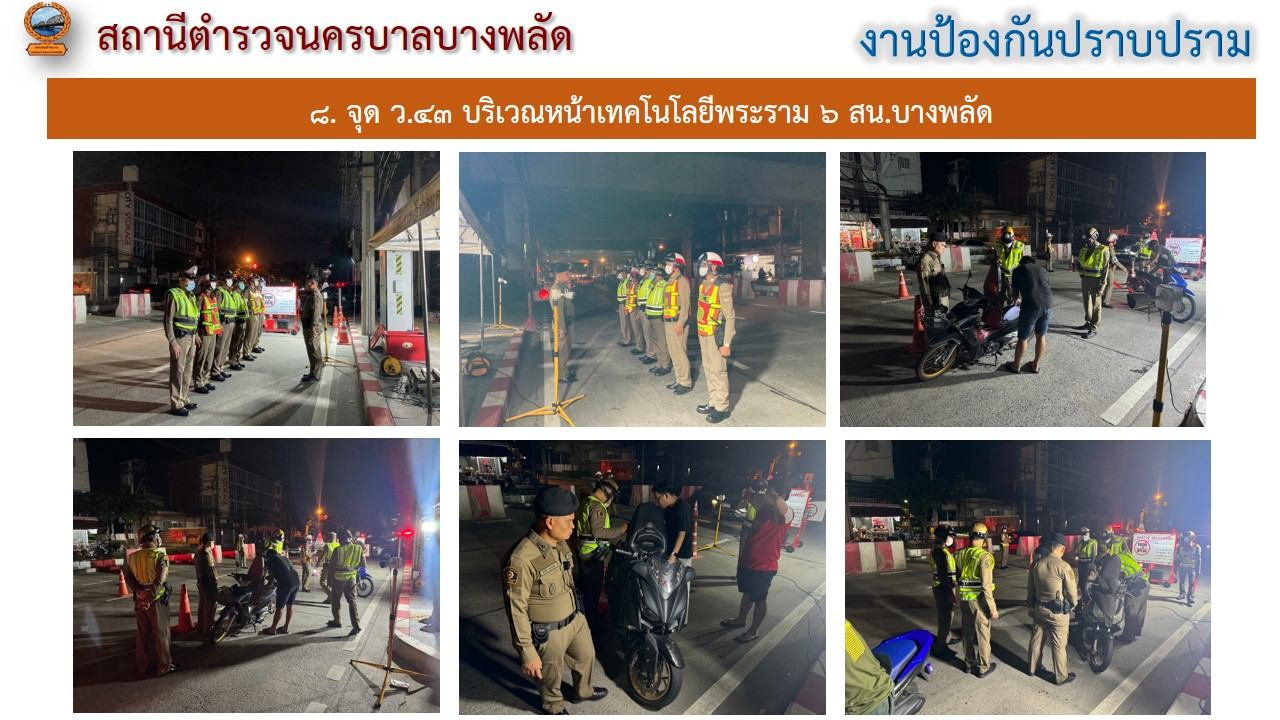 สถานีตำรวจนครบาลบางพลัด
งานป้องกันปราบปราม
๘. จุด ว.๔๓ บริเวณหน้าเทคโนโลยีพระราม ๖ สน.บางพลัด
CITY STORAGE